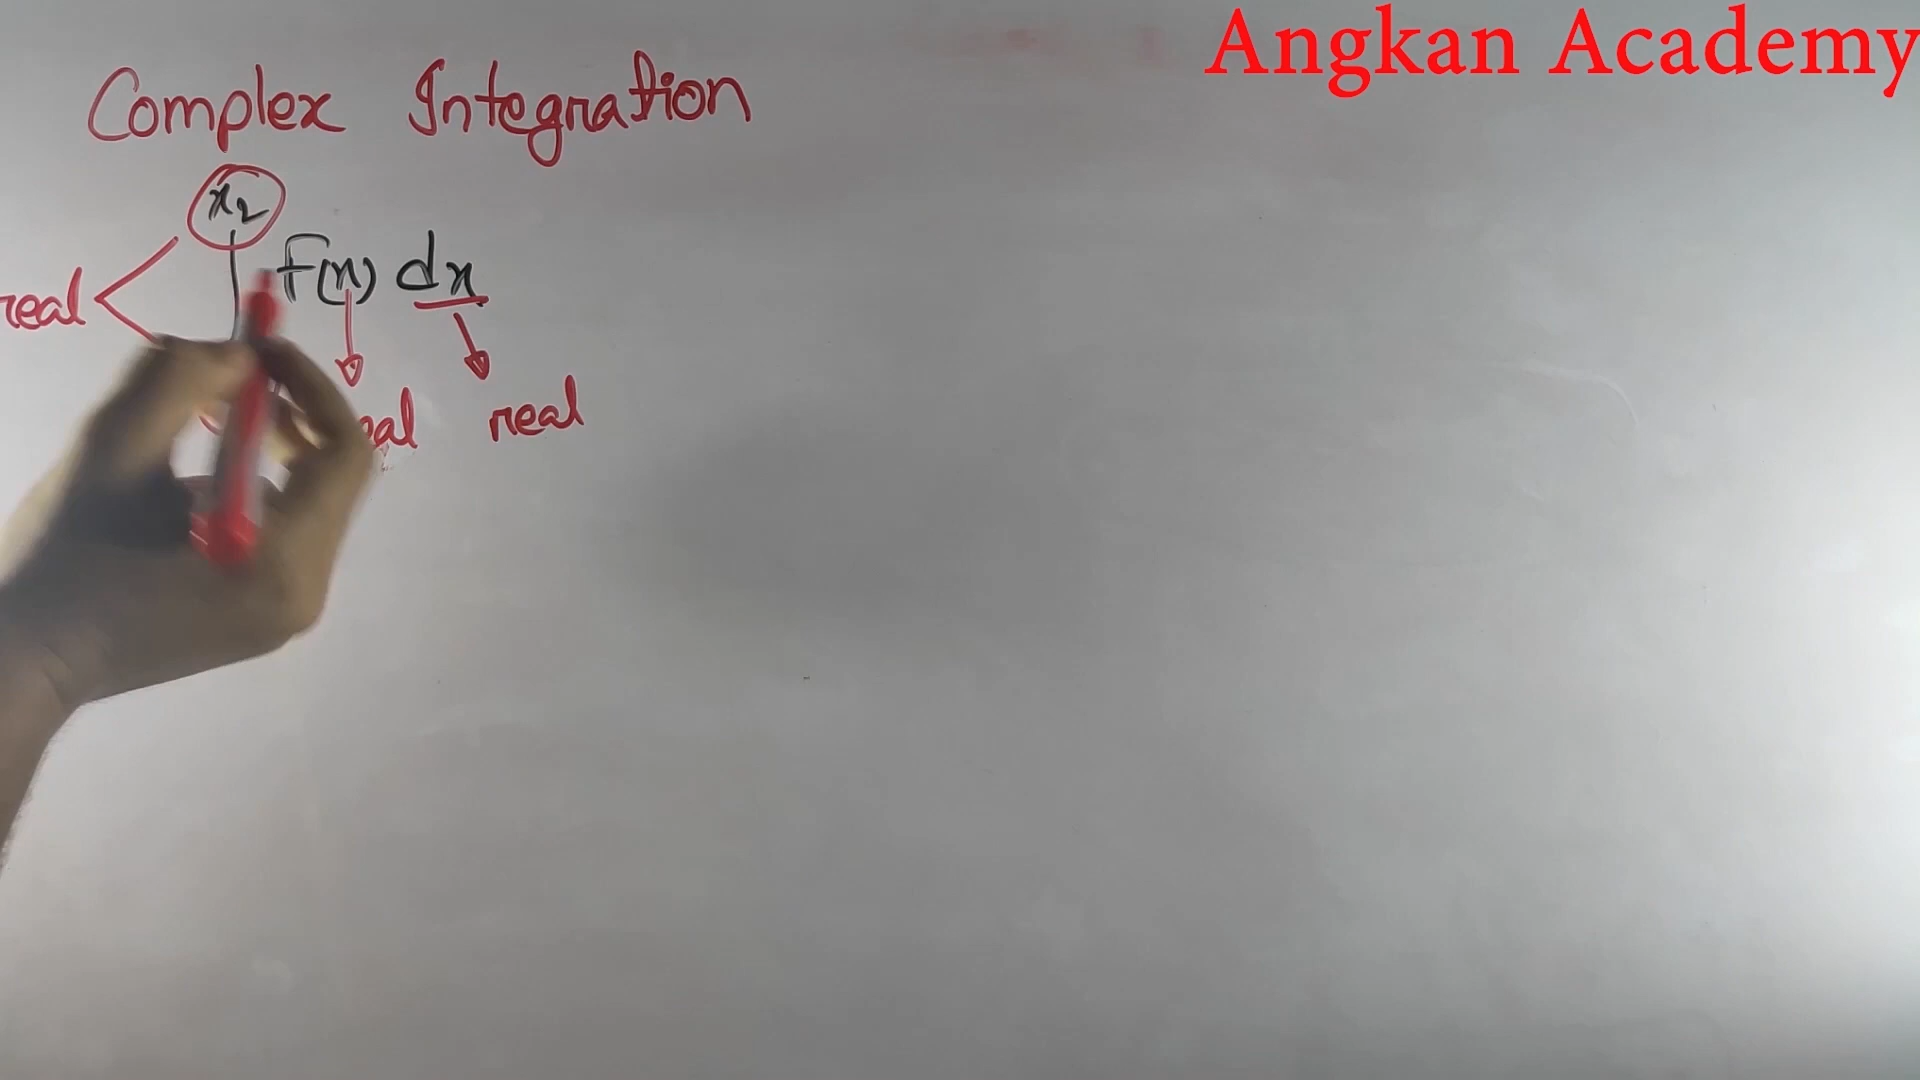 Angkan Academy
Complex Integration
x₂
∫ f(x) dx
real
real